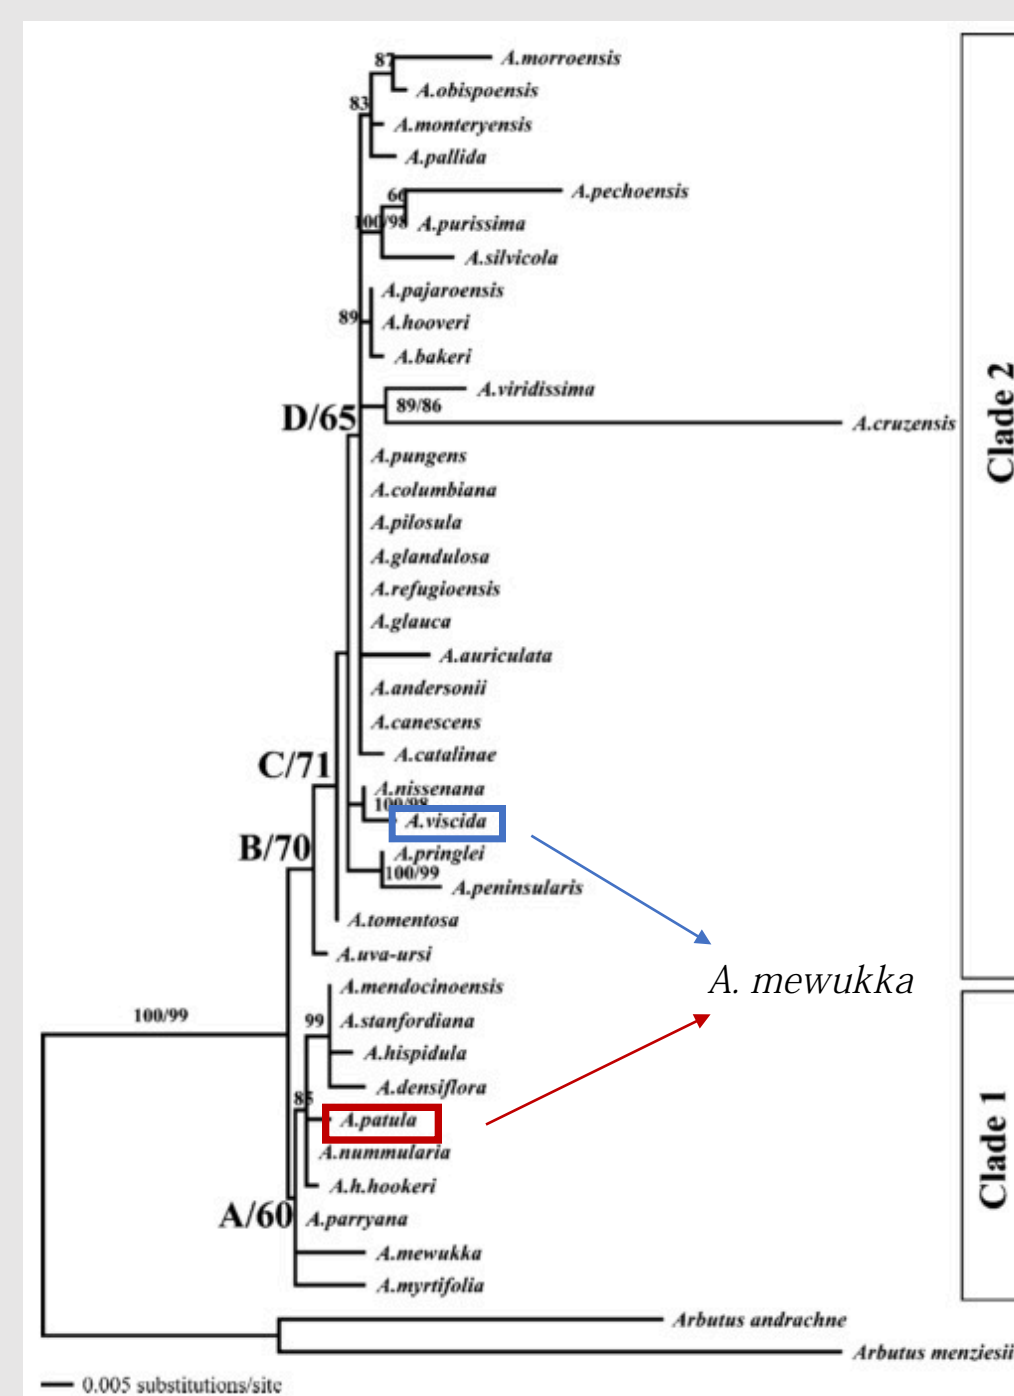 87
A.morroensis
A.obispoensis
83
A.monteryensis
A.pallida
66
A.pechoensis
100/98
A.purissima
A.silvicola
A.pajaroensis
89
A.hooveri
A.bakeri
A.viridissima
D/65
89/86
A.cruzensis
Clade 2
A.pungens
A.columbiana
A.pilosula
A.glandulosa
A.refugioensis
A.glauca
A.auriculata
A.andersonii
A.canescens
A.catalinae
C/71
A.nissenana
100/98
A.viscida
B/70
A.pringlei
100/99
A.peninsularis
A.tomentosa
A.uva-ursi
A. mewukka
A.mendocinoensis
100/99
99
A.stanfordiana
A.hispidula
A.densiflora
85
A.patula
Clade 1
A.nummularia
A.h.hookeri
A/60
A.parryana
A.mewukka
A.myrtifolia
Arbutus andrachne
Arbutus menziesii
0.005 substitutions/site